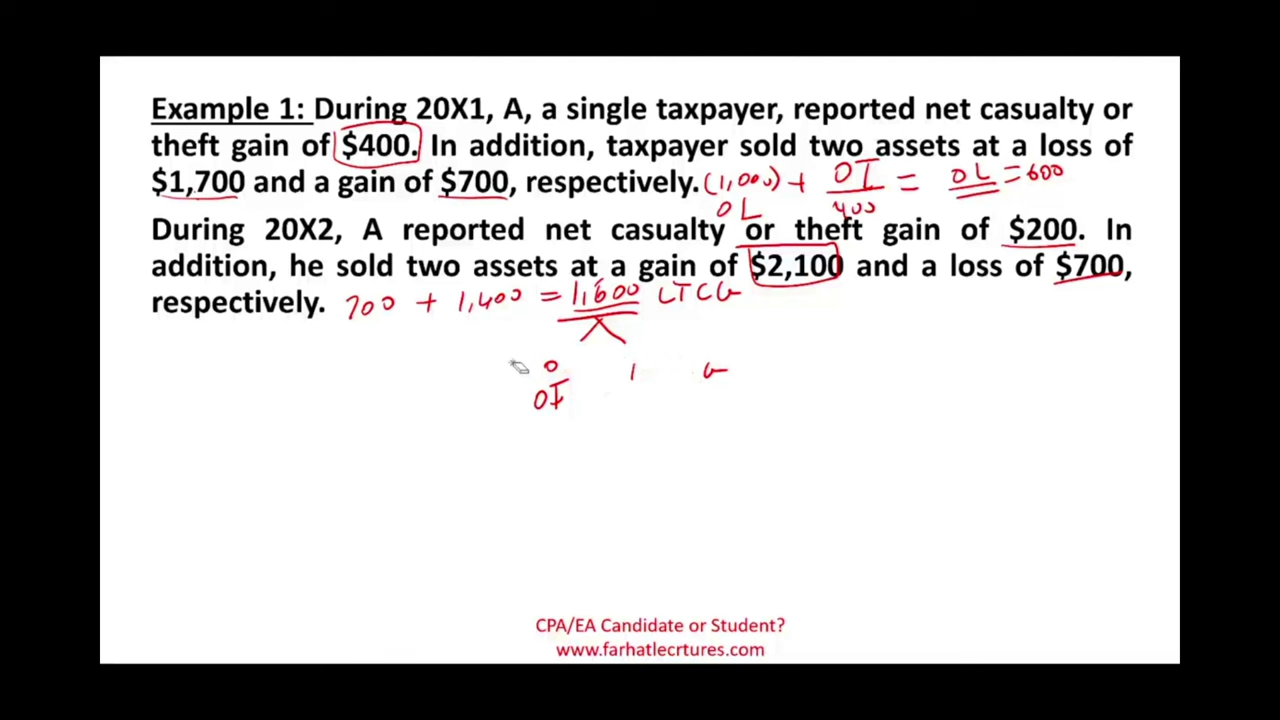 Example 1: During 20X1, A, a single taxpayer, reported net casualty or
theft gain of $400. In addition, taxpayer sold two assets at a loss of
$1,700 and a gain of $700, respectively. (1,000) + OI = OL = 600
OL 400
During 20X2, A reported net casualty or theft gain of $200. In
addition, he sold two assets at a gain of $2,100 and a loss of $700,
respectively. 200 + 1,400 = 1,600 LTCG
OI
CPA/EA Candidate or Student?
www.farhatlecrtures.com